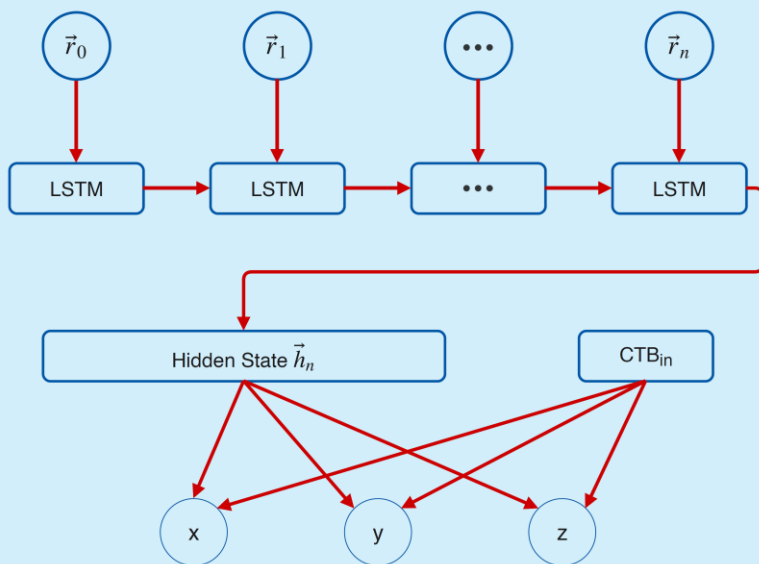 r⃗₀ r⃗₁ ••• r⃗ₙ
LSTM LSTM ••• LSTM
Hidden State h⃗ₙ CTBᵢₙ
x y z